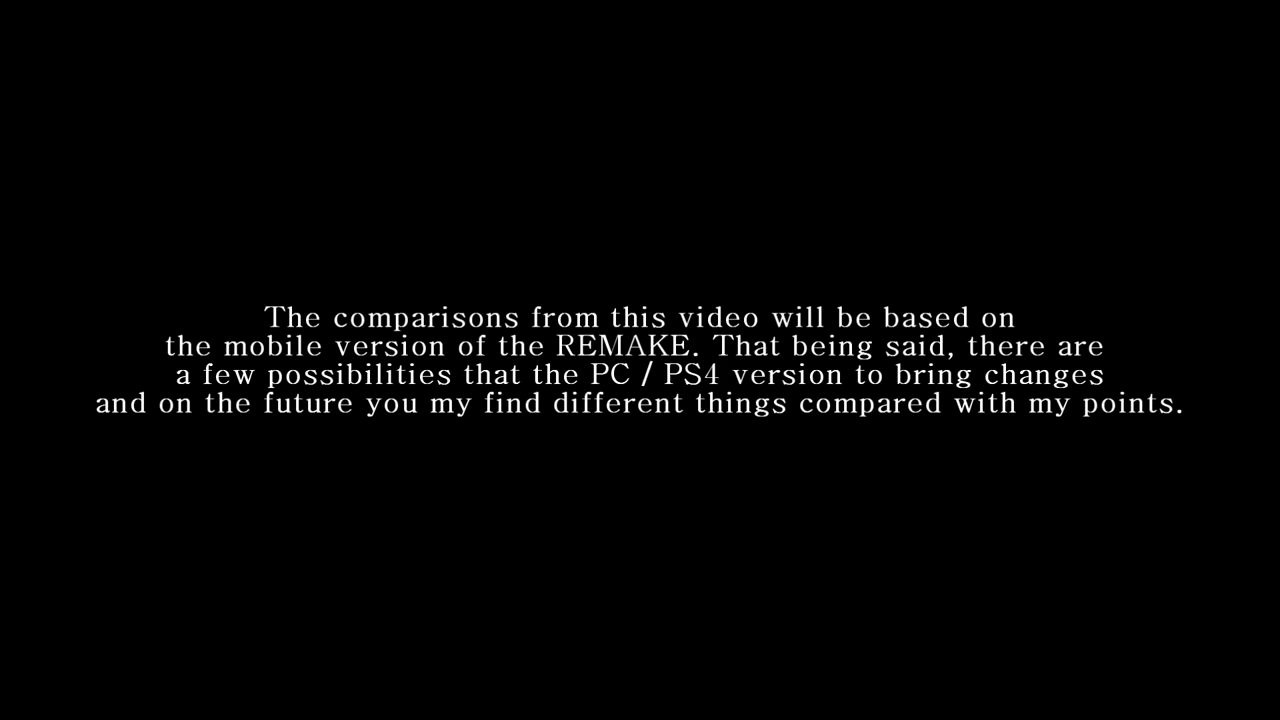 The comparisons from this video will be based on
the mobile version of the REMAKE. That being said, there are
a few possibilities that the PC / PS4 version to bring changes
and on the future you my find different things compared with my points.